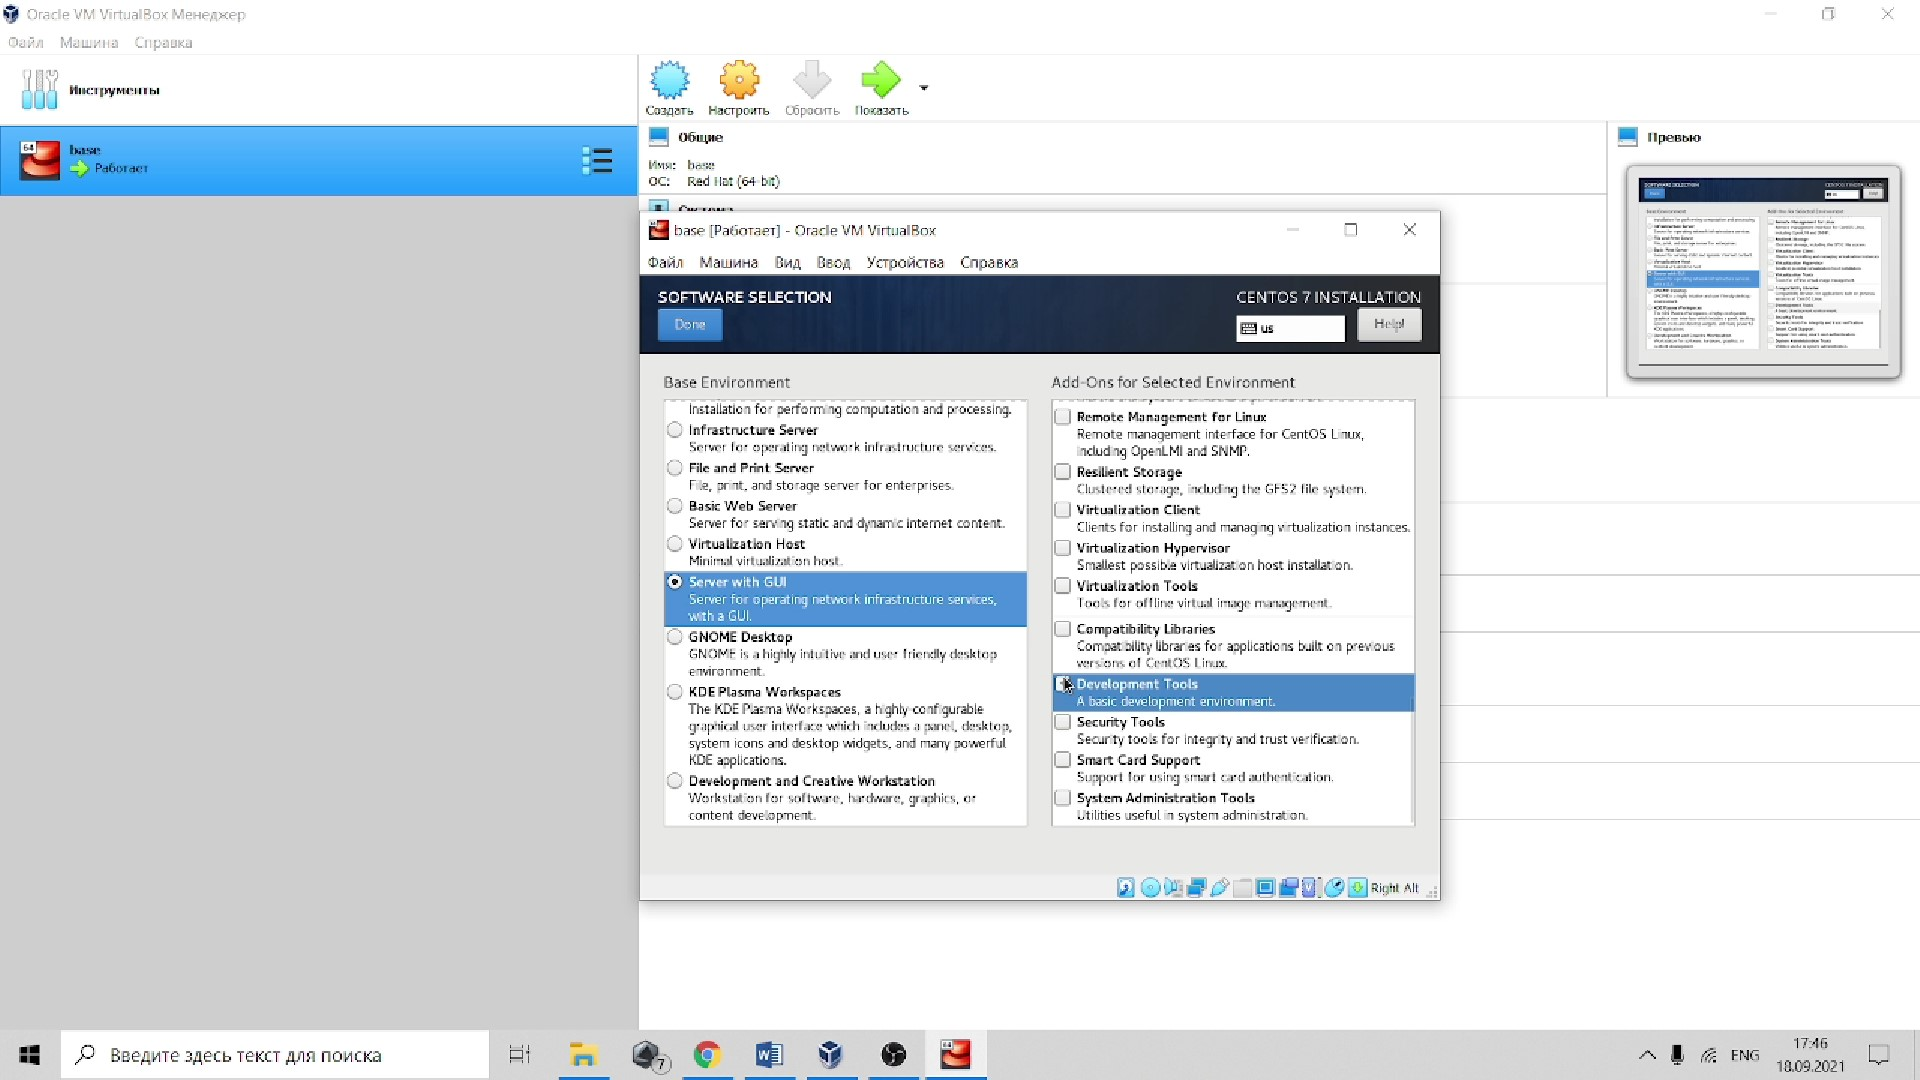 Oracle VM VirtualBox Менеджер
Файл Машина Справка
Инструменты
64
base
Работает
Создать Настроить Сбросить Показать
Общие
Имя: base
ОС: Red Hat (64-bit)
Система
Превью
base [Работает] - Oracle VM VirtualBox
Файл Машина Вид Ввод Устройства Справка
SOFTWARE SELECTION
CENTOS 7 INSTALLATION
Done
us
Help!
Base Environment
Installation for performing computation and processing.
Infrastructure Server
Server for operating network infrastructure services.
File and Print Server
File, print, and storage server for enterprises.
Basic Web Server
Server for serving static and dynamic internet content.
Virtualization Host
Minimal virtualization host.
Server with GUI
Server for operating network infrastructure services,
with a GUI.
GNOME Desktop
GNOME is a highly intuitive and user friendly desktop
environment.
KDE Plasma Workspaces
The KDE Plasma Workspaces, a highly-configurable
graphical user interface which includes a panel, desktop,
system icons and desktop widgets, and many powerful
KDE applications.
Development and Creative Workstation
Workstation for software, hardware, graphics, or
content development.
Add-Ons for Selected Environment
Remote Management for Linux
Remote management interface for CentOS Linux,
including OpenLMI and SNMP.
Resilient Storage
Clustered storage, including the GFS2 file system.
Virtualization Client
Clients for installing and managing virtualization instances.
Virtualization Hypervisor
Smallest possible virtualization host installation.
Virtualization Tools
Tools for offline virtual image management.
Compatibility Libraries
Compatibility libraries for applications built on previous
versions of CentOS Linux.
Development Tools
A basic development environment.
Security Tools
Security tools for integrity and trust verification.
Smart Card Support
Support for using smart card authentication.
System Administration Tools
Utilities useful in system administration.
Right Alt
Введите здесь текст для поиска
7
ENG
17:46
18.09.2021